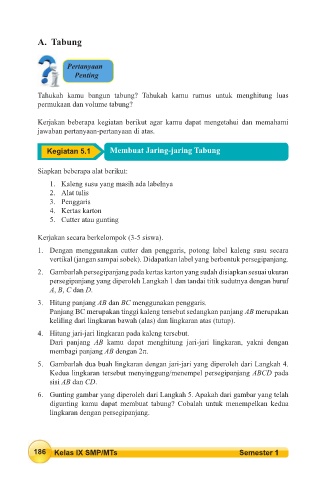 A. Tabung
Pertanyaan
Penting
Tahukah kamu bangun tabung? Tahukah kamu rumus untuk menghitung luas
permukaan dan volume tabung?
Kerjakan beberapa kegiatan berikut agar kamu dapat mengetahui dan memahami
jawaban pertanyaan-pertanyaan di atas.
Kegiatan 5.1 Membuat Jaring-jaring Tabung
Siapkan beberapa alat berikut:
1. Kaleng susu yang masih ada labelnya
2. Alat tulis
3. Penggaris
4. Kertas karton
5. Cutter atau gunting
Kerjakan secara berkelompok (3-5 siswa).
1. Dengan menggunakan cutter dan penggaris, potong label kaleng susu secara
vertikal (jangan sampai sobek). Didapatkan label yang berbentuk persegipanjang.
2. Gambarlah persegipanjang pada kertas karton yang sudah disiapkan sesuai ukuran
persegipanjang yang diperoleh Langkah 1 dan tandai titik sudutnya dengan huruf
A, B, C dan D.
3. Hitung panjang AB dan BC menggunakan penggaris.
Panjang BC merupakan tinggi kaleng tersebut sedangkan panjang AB merupakan
keliling dari lingkaran bawah (alas) dan lingkaran atas (tutup).
4. Hitung jari-jari lingkaran pada kaleng tersebut.
Dari panjang AB kamu dapat menghitung jari-jari lingkaran, yakni dengan
membagi panjang AB dengan 2π.
5. Gambarlah dua buah lingkaran dengan jari-jari yang diperoleh dari Langkah 4.
Kedua lingkaran tersebut menyinggung/menempel persegipanjang ABCD pada
sisi AB dan CD.
6. Gunting gambar yang diperoleh dari Langkah 5. Apakah dari gambar yang telah
digunting kamu dapat membuat tabung? Cobalah untuk menempelkan kedua
lingkaran dengan persegipanjang.
186 Kelas IX SMP/MTs Semester 1